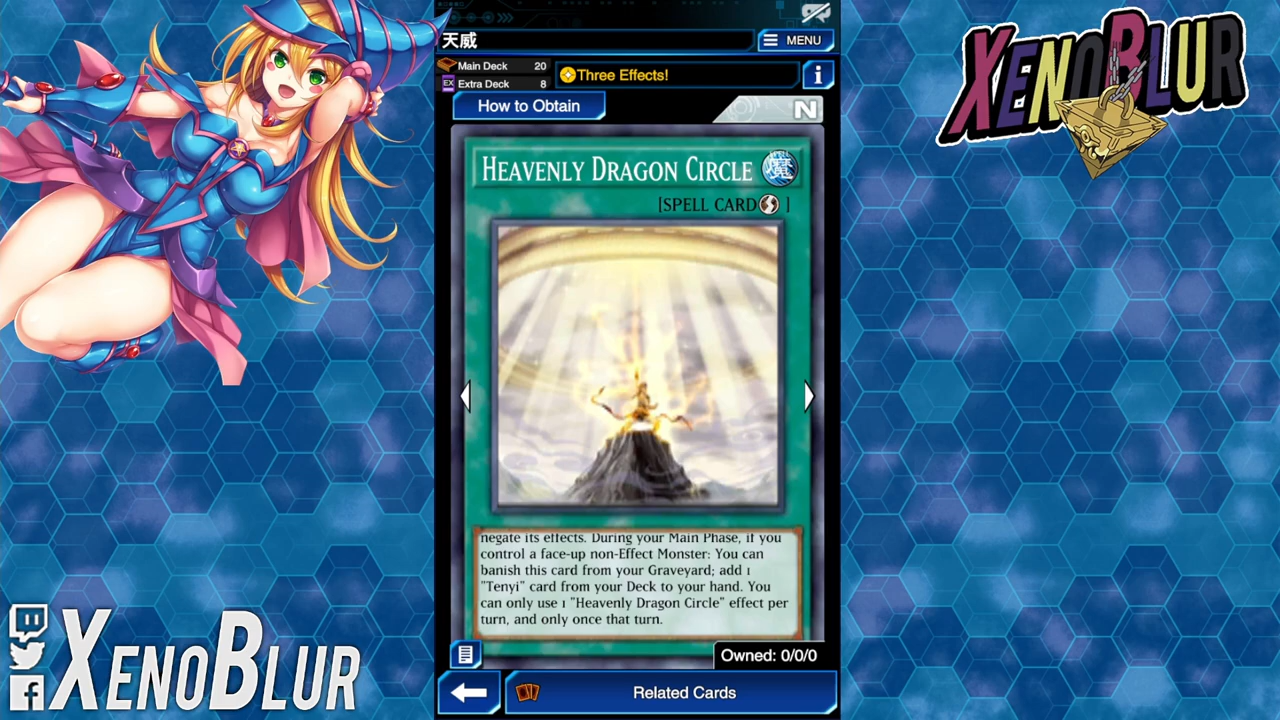 天威
MENU
Main Deck 20
EX Extra Deck 8
Three Effects!
i
How to Obtain
N
HEAVENLY DRAGON CIRCLE
魔
[SPELL CARD ]
negate its effects. During your Main Phase, if you
control a face-up non-Effect Monster: You can
banish this card from your Graveyard; add 1
"Tenyi" card from your Deck to your hand. You
can only use 1 "Heavenly Dragon Circle" effect per
turn, and only once that turn.
Owned: 0/0/0
Related Cards
XENOBLUR
XENOBLUR